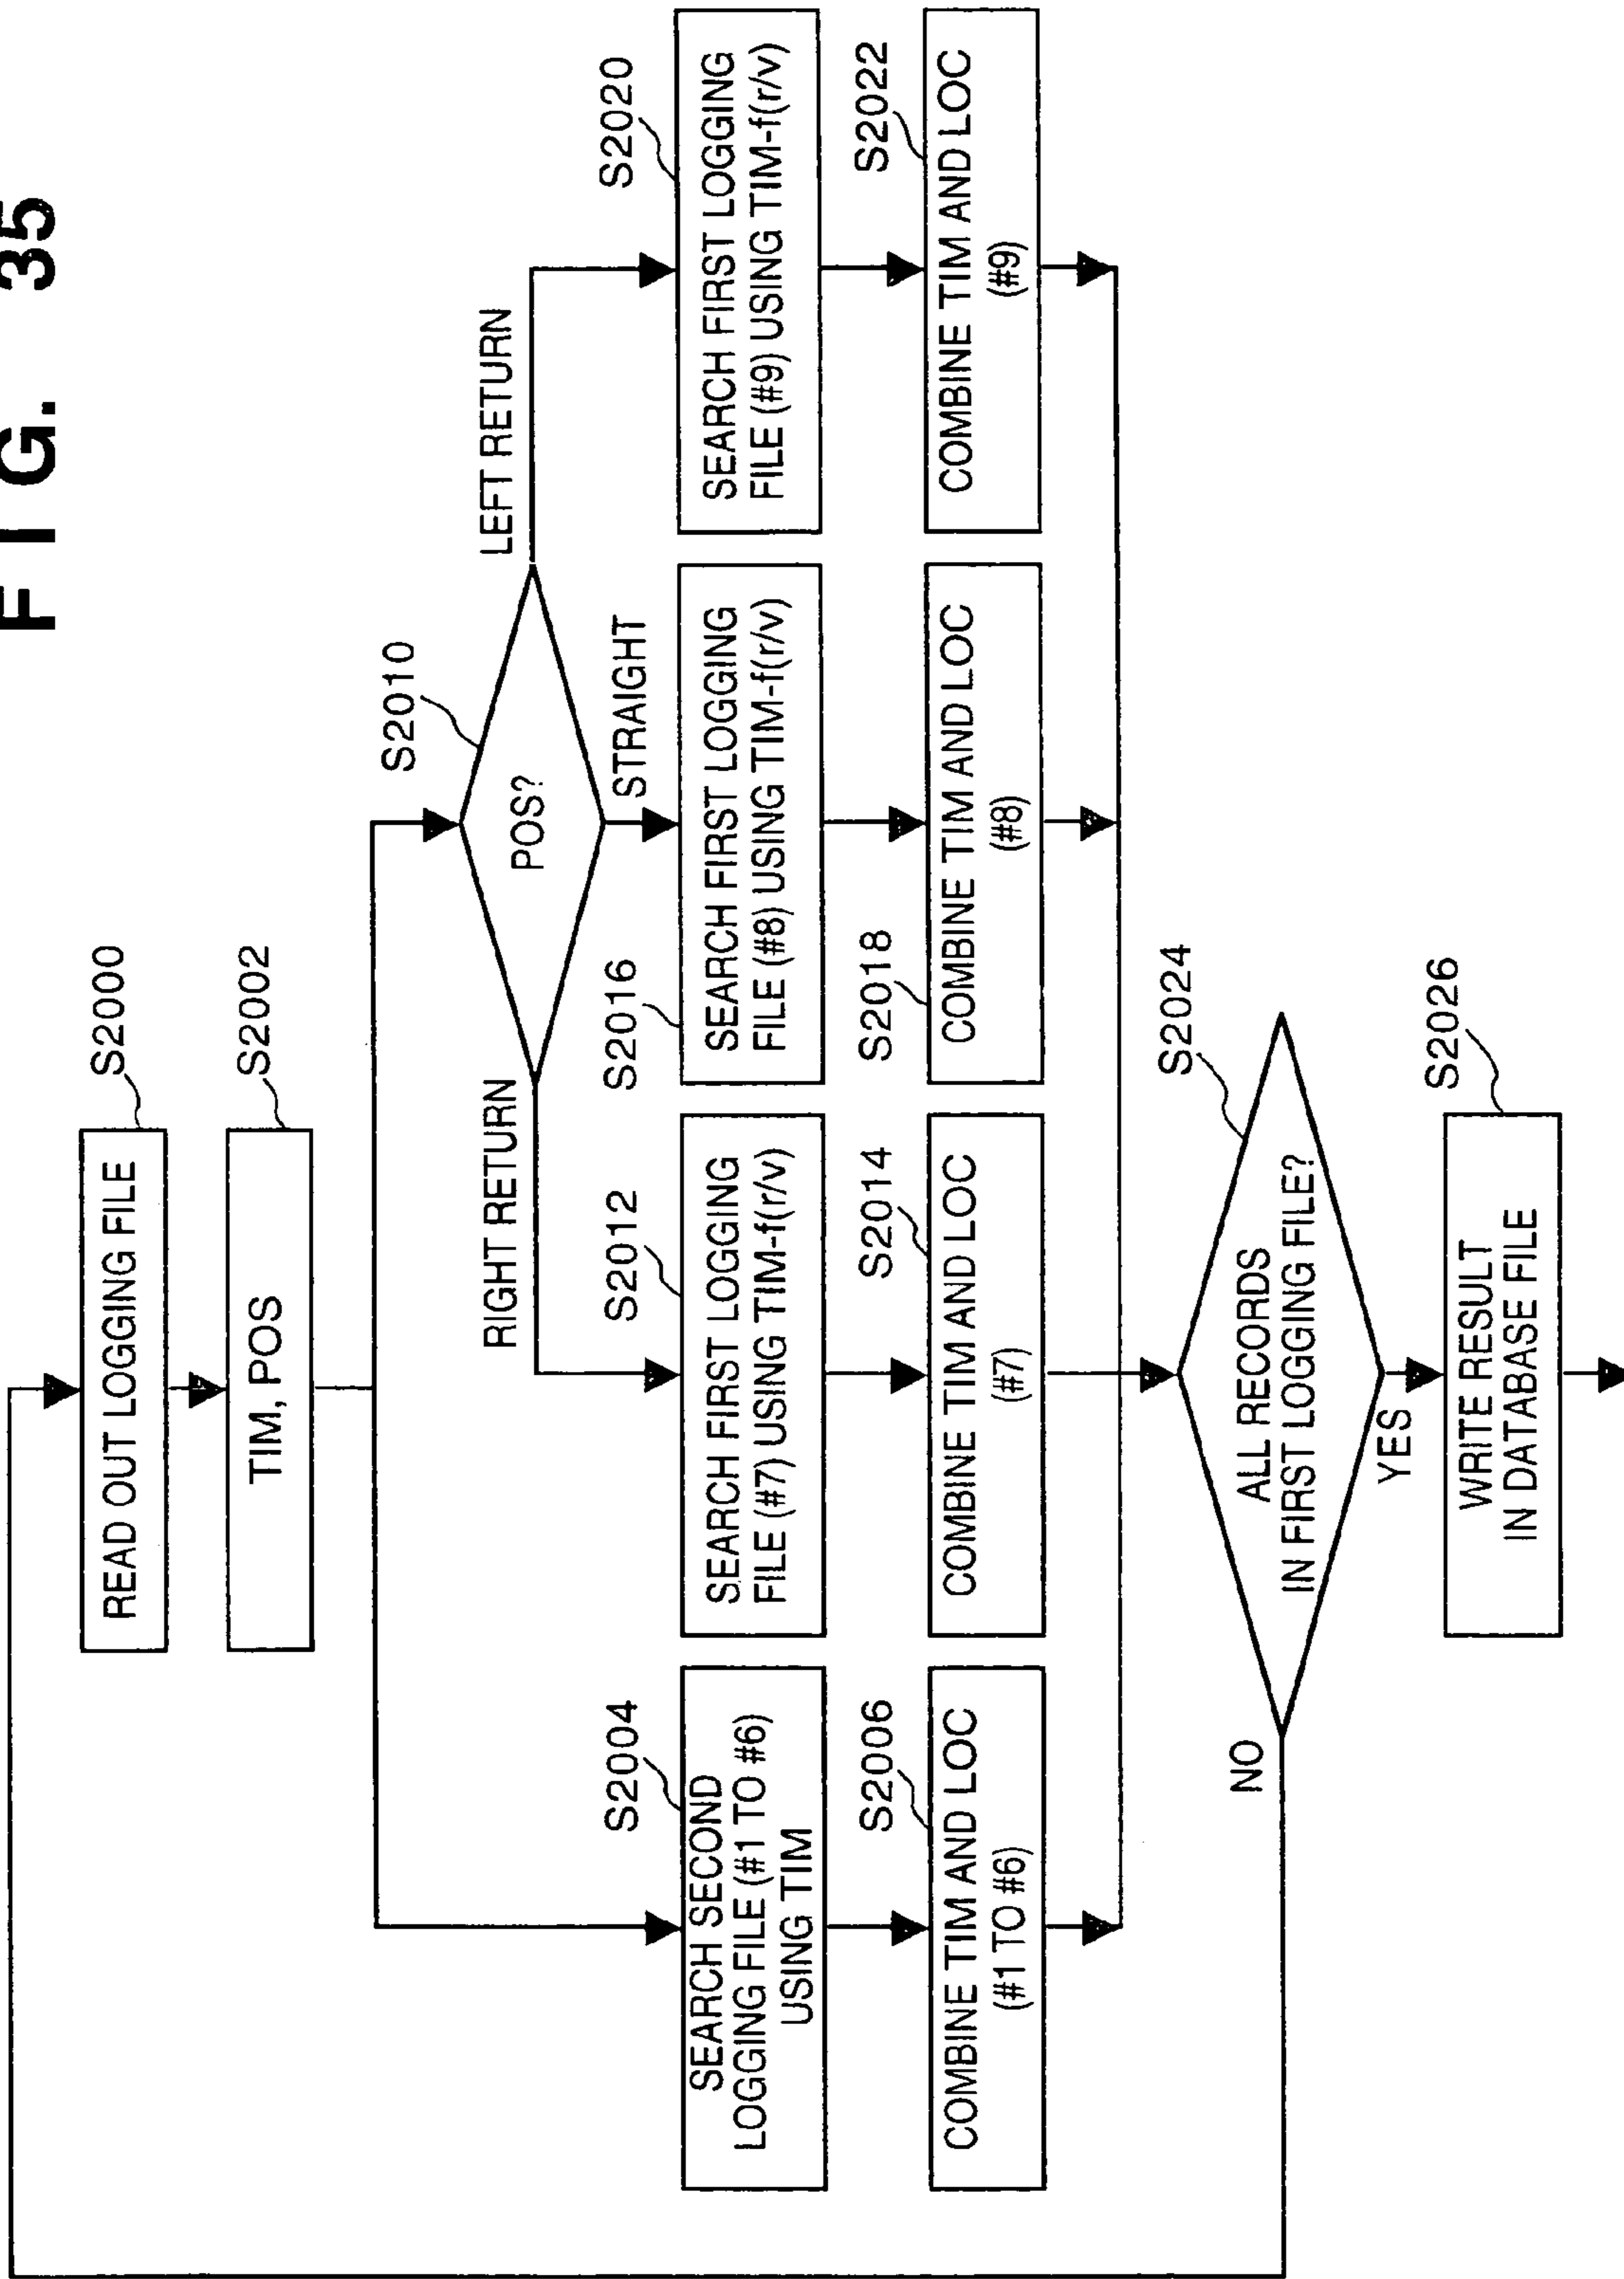 FIG. 35
S2000
READ OUT LOGGING FILE
S2002
TIM, POS
S2010
POS?
RIGHT RETURN
STRAIGHT
LEFT RETURN
S2004
SEARCH SECOND
LOGGING FILE (#1 TO #6)
USING TIM
S2012
SEARCH FIRST LOGGING
FILE (#7) USING TIM-f(r/v)
S2016
SEARCH FIRST LOGGING
FILE (#8) USING TIM-f(r/v)
S2020
SEARCH FIRST LOGGING
FILE (#9) USING TIM-f(r/v)
S2006
COMBINE TIM AND LOC
(#1 TO #6)
S2014
COMBINE TIM AND LOC
(#7)
S2018
COMBINE TIM AND LOC
(#8)
S2022
COMBINE TIM AND LOC
(#9)
S2024
ALL RECORDS
IN FIRST LOGGING FILE?
NO
YES
S2026
WRITE RESULT
IN DATABASE FILE